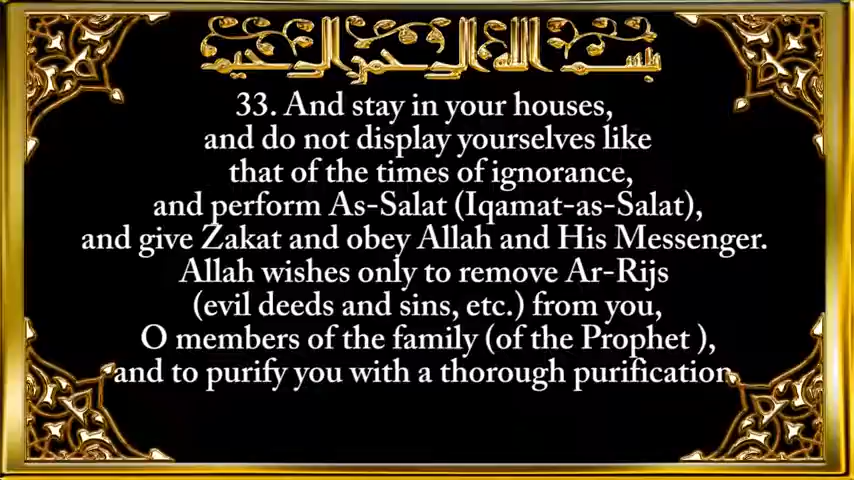 بسم الله الرحمن الرحيم
33. And stay in your houses,
and do not display yourselves like
that of the times of ignorance,
and perform As-Salat (Iqamat-as-Salat),
and give Zakat and obey Allah and His Messenger.
Allah wishes only to remove Ar-Rijs
(evil deeds and sins, etc.) from you,
O members of the family (of the Prophet ),
and to purify you with a thorough purification.